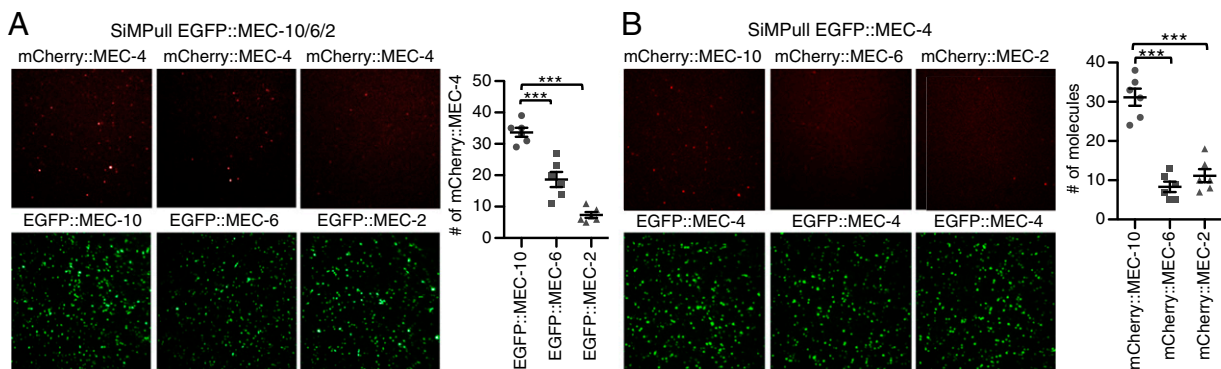 A
SiMPull EGFP::MEC-10/6/2
mCherry::MEC-4 mCherry::MEC-4 mCherry::MEC-4
EGFP::MEC-10 EGFP::MEC-6 EGFP::MEC-2
# of mCherry::MEC-4
50
40
30
20
10
0
***
***
EGFP::MEC-10
EGFP::MEC-6
EGFP::MEC-2
B
SiMPull EGFP::MEC-4
mCherry::MEC-10 mCherry::MEC-6 mCherry::MEC-2
EGFP::MEC-4 EGFP::MEC-4 EGFP::MEC-4
# of molecules
40
30
20
10
0
***
***
mCherry::MEC-10
mCherry::MEC-6
mCherry::MEC-2